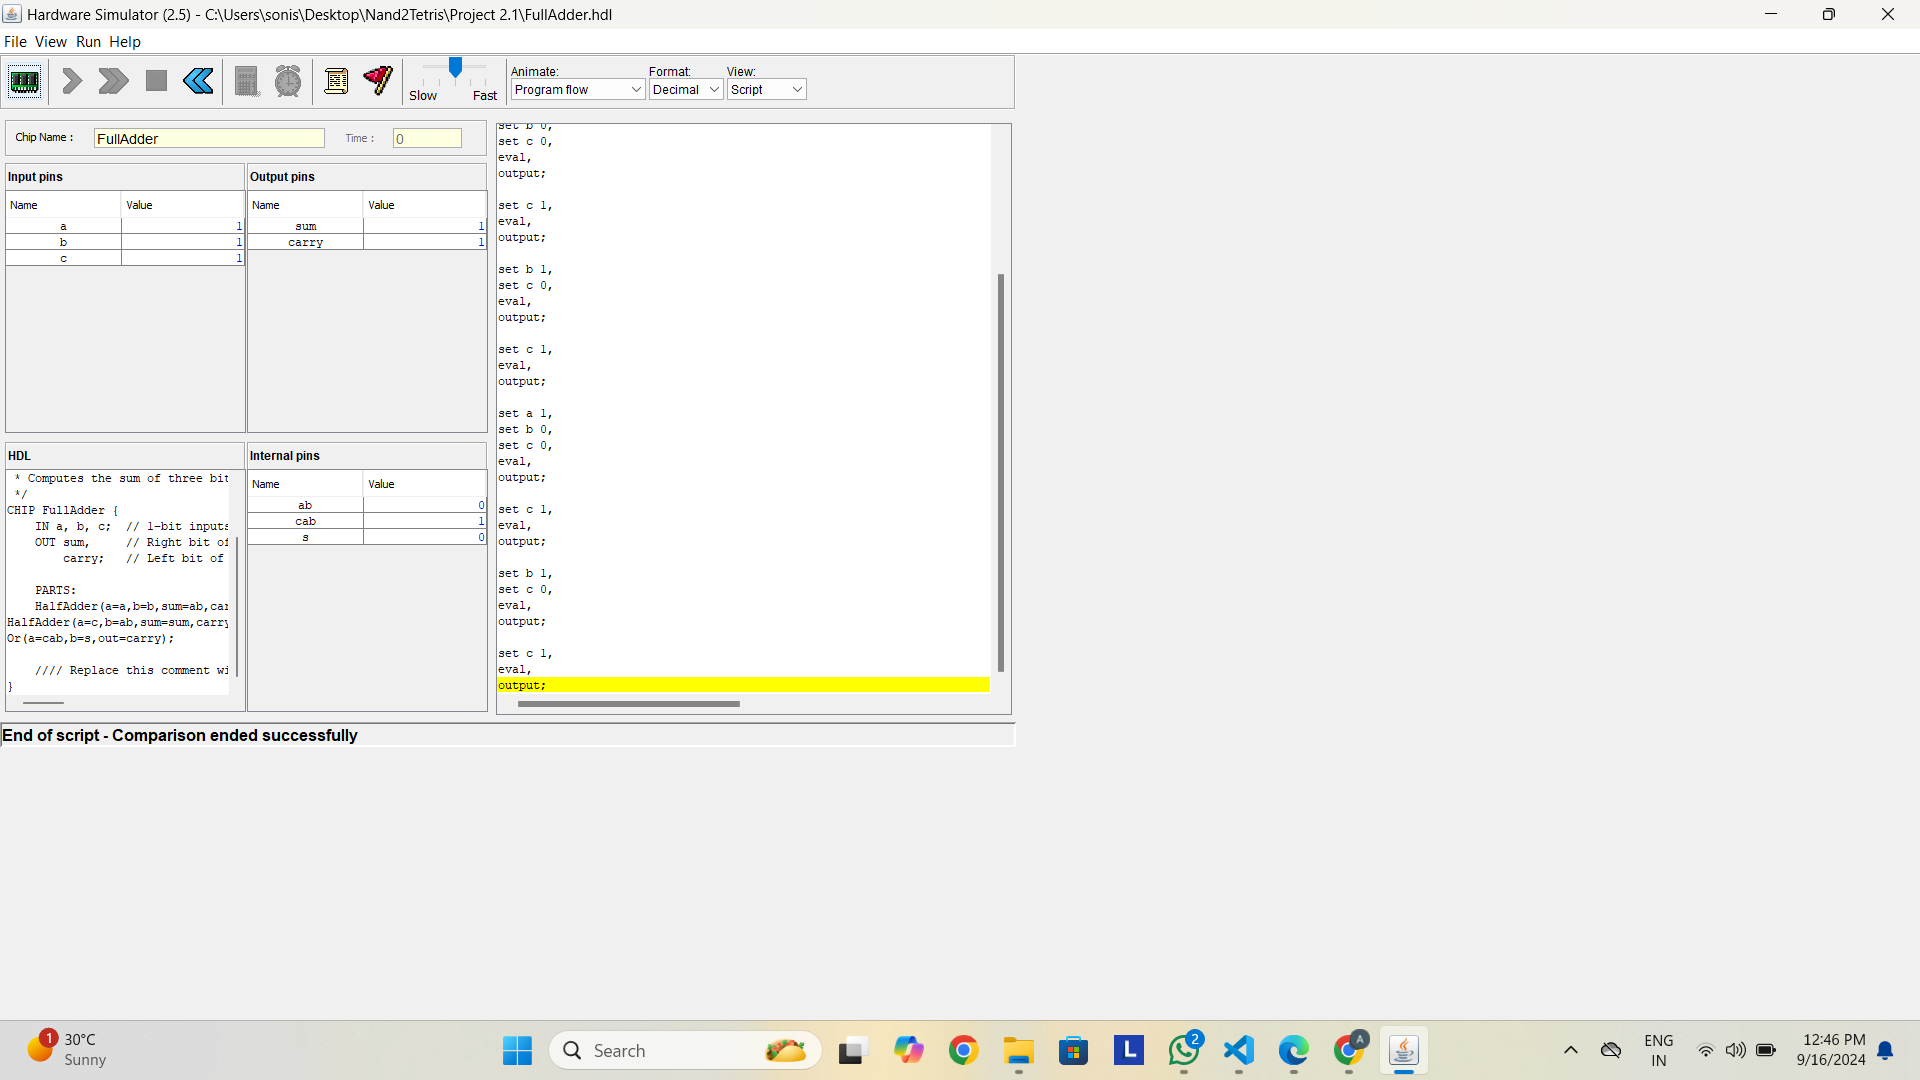 Hardware Simulator (2.5) - C:\Users\sonis\Desktop\Nand2Tetris\Project 2.1\FullAdder.hdl
File View Run Help
Slow Fast
Animate: Format: View:
Program flow Decimal Script
Chip Name : FullAdder Time : 0
Input pins
Name Value
a 1
b 1
c 1
Output pins
Name Value
sum 1
carry 1
HDL
* Computes the sum of three bit
*/
CHIP FullAdder {
IN a, b, c; // 1-bit inputs
OUT sum, // Right bit of
carry; // Left bit of
PARTS:
HalfAdder(a=a,b=b,sum=ab,car
HalfAdder(a=c,b=ab,sum=sum,carry
Or(a=cab,b=s,out=carry);
//// Replace this comment wi
}
Internal pins
Name Value
ab 0
cab 1
s 0
set b 0,
set c 0,
eval,
output;
set c 1,
eval,
output;
set b 1,
set c 0,
eval,
output;
set c 1,
eval,
output;
set a 1,
set b 0,
set c 0,
eval,
output;
set c 1,
eval,
output;
set b 1,
set c 0,
eval,
output;
set c 1,
eval,
output;
End of script - Comparison ended successfully
1
30°C
Sunny
Search
L
2
A
ENG
IN
12:46 PM
9/16/2024